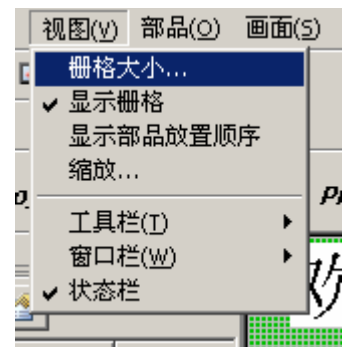 视图(V) 部品(O) 画面(S)
栅格大小...
✓ 显示栅格
显示部品放置顺序
缩放...
工具栏(T)
窗口栏(W)
✓ 状态栏